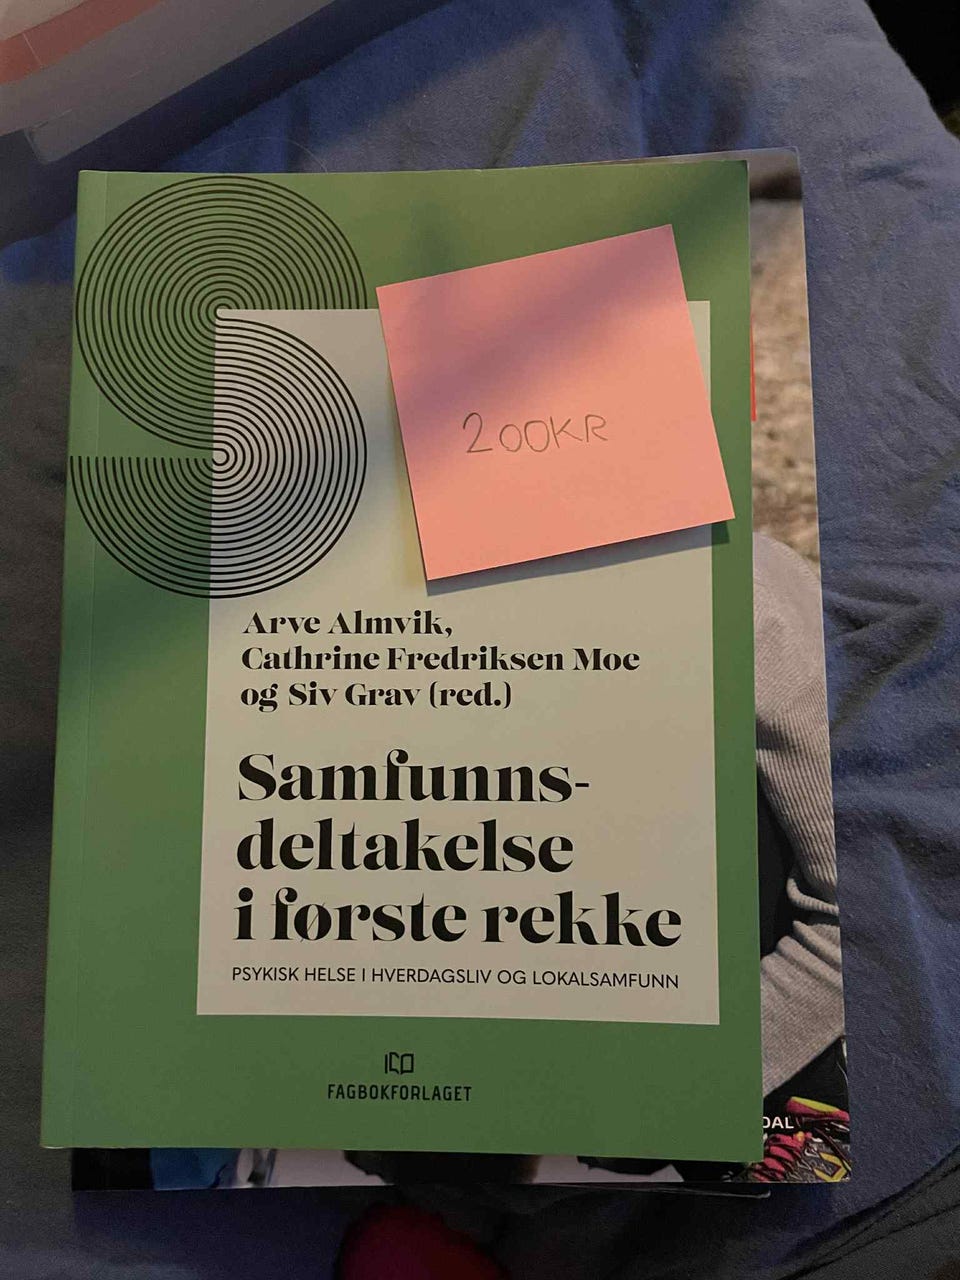 200KR
Arve Almvik,
Cathrine Fredriksen Moe
og Siv Grav (red.)
Samfunns-
deltakelse
i første rekke
PSYKISK HELSE I HVERDAGSLIV OG LOKALSAMFUNN
FAGBOKFORLAGET
DAL